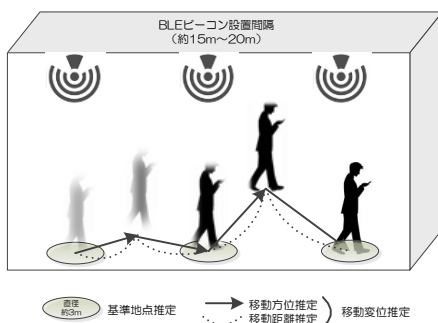 BLEビーコン設置間隔
(約15m~20m)
直径
約3m
基準地点推定
移動方位推定
移動距離推定
移動変位推定